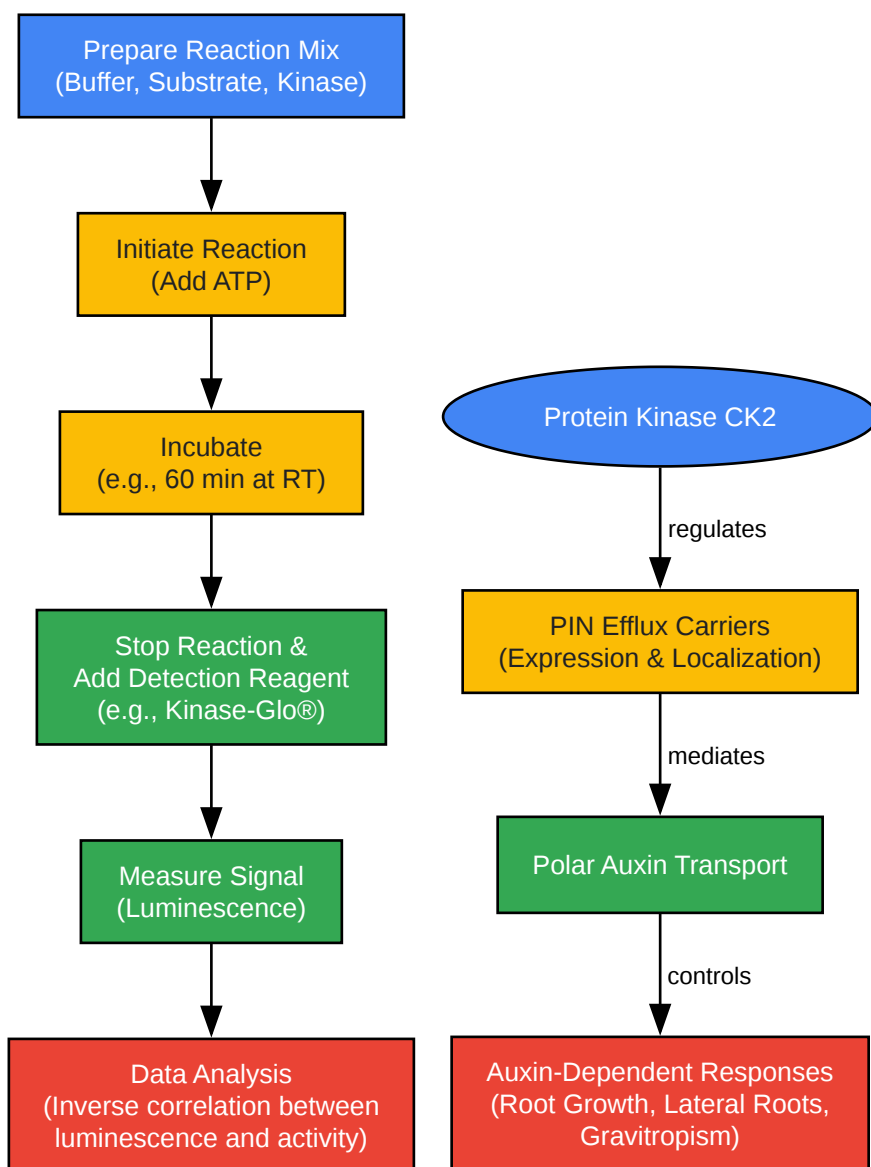 Prepare Reaction Mix
(Buffer, Substrate, Kinase)
Initiate Reaction
(Add ATP)
Incubate
(e.g., 60 min at RT)
Stop Reaction &
Add Detection Reagent
(e.g., Kinase-Glo®)
Measure Signal
(Luminescence)
Data Analysis
(Inverse correlation between
luminescence and activity)
Protein Kinase CK2
regulates
PIN Efflux Carriers
(Expression & Localization)
mediates
Polar Auxin Transport
controls
Auxin-Dependent Responses
(Root Growth, Lateral Roots,
Gravitropism)